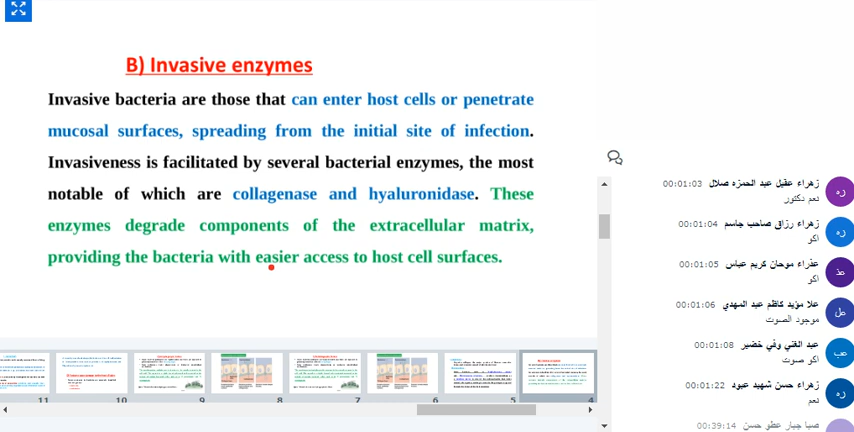 B) Invasive enzymes
Invasive bacteria are those that can enter host cells or penetrate
mucosal surfaces, spreading from the initial site of infection.
Invasiveness is facilitated by several bacterial enzymes, the most
notable of which are collagenase and hyaluronidase. These
enzymes degrade components of the extracellular matrix,
providing the bacteria with easier access to host cell surfaces.
11 10 9 8 7 6 5 4
زهراء عقيل عبد الحمزه صلال 00:01:03
نعم دكتور
زه
زهراء رزاق صاحب جاسم 00:01:04
اكو
زه
عذراء موحان كريم عباس 00:01:05
اكو
عذ
علا مؤيد كاظم عبد المهدي 00:01:06
موجود الصوت
عل
عبد الغني وفي خضير 00:01:08
اكو صوت
عب
زهراء حسن شهيد عبود 00:01:22
نعم
زه
صبا جبار عطو حسن 00:39:14